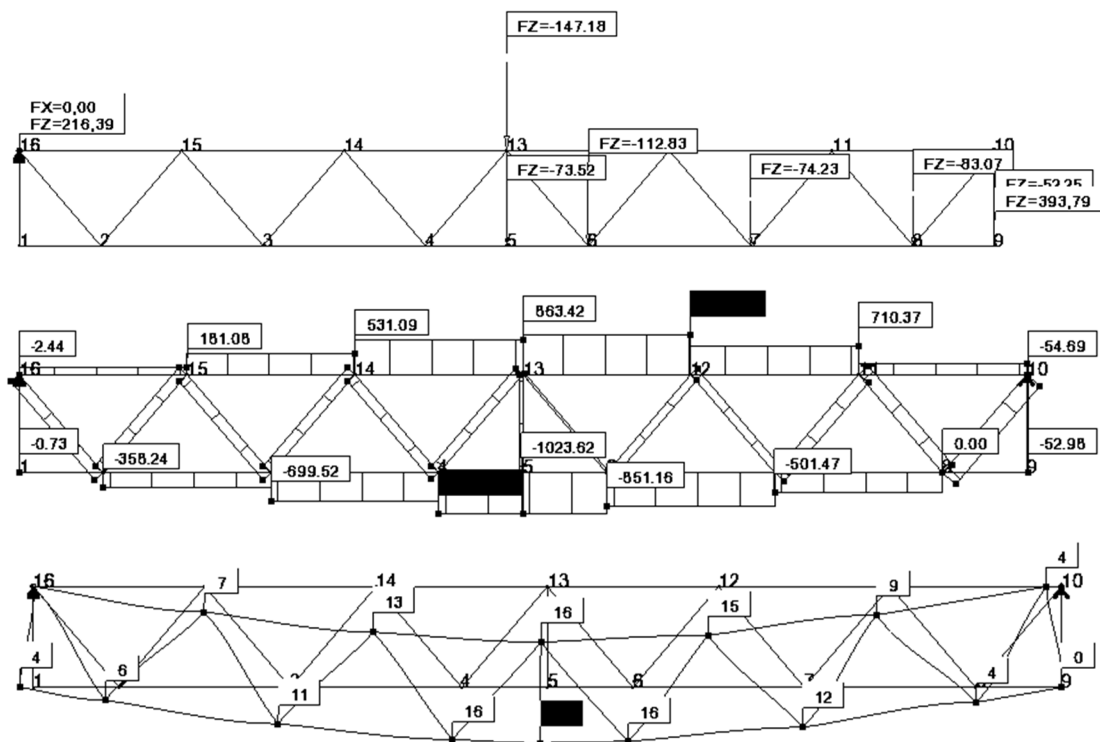 FZ=-147.18
FX=0,00
FZ=216,39
16 15 14 13 FZ=-112.83 11 10
FZ=-73.52 FZ=-74.23 FZ=-83.07
FZ=393,79
1 2 3 4 5 6 7 8 9
863.42
531.09 710.37
181.08
-2.44 -54.69
16 15 14 13 12 10
-0.73 -358.24 -699.52 -1023.62 -851.16 -501.47 0.00 -52.98
1 4 5 9
4
7 9
16 14 13 12 10
13 16 15
4 6 4 0
1 4 5 6 9
11 12
16 16